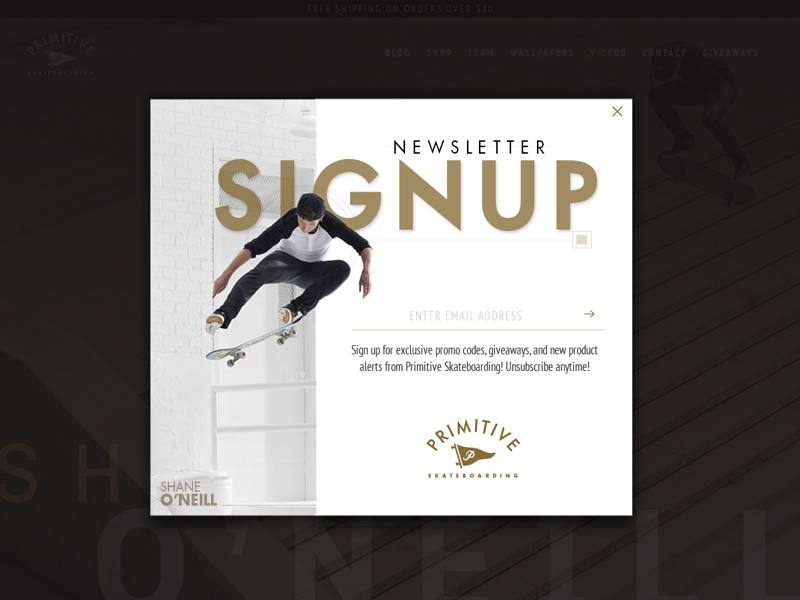 FREE SHIPPING ON ORDERS OVER $80
PRIMITIVE
SKATEBOARDING
BLOG SHOP TEAM WALLPAPERS VIDEOS CONTACT GIVEAWAYS
NEWSLETTER
SIGNUP
ENTER EMAIL ADDRESS
Sign up for exclusive promo codes, giveaways, and new product
alerts from Primitive Skateboarding! Unsubscribe anytime!
PRIMITIVE
P
SKATEBOARDING
SHANE
O'NEILL
SH
O'NEILL